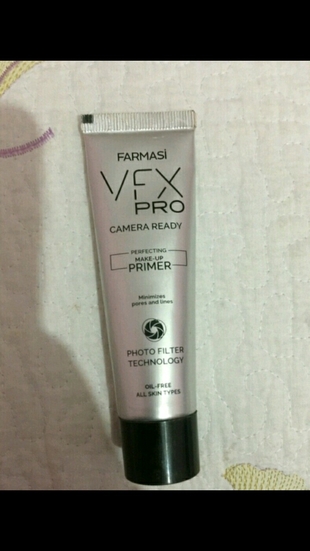 FARMASİ
VFX
PRO
CAMERA READY
PERFECTING
MAKE-UP
PRIMER
Minimizes
pores and lines
PHOTO FILTER
TECHNOLOGY
OIL-FREE
ALL SKIN TYPES